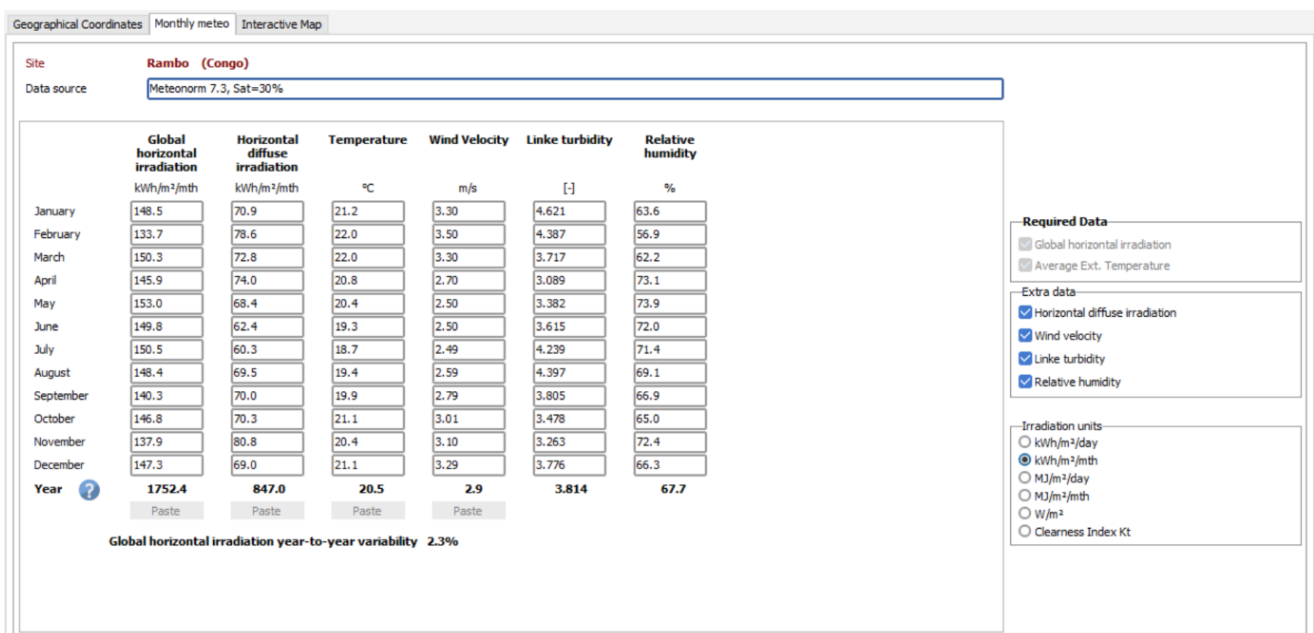 Geographical Coordinates Monthly meteo Interactive Map
Site Rambo (Congo)
Data source Meteonorm 7.3, Sat=30%
Global horizontal irradiation Horizontal diffuse irradiation Temperature Wind Velocity Linke turbidity Relative humidity
kWh/m²/mth kWh/m²/mth °C m/s [-] %
January 148.5 70.9 21.2 3.30 4.621 63.6
February 133.7 78.6 22.0 3.50 4.387 56.9
March 150.3 72.8 22.0 3.30 3.717 62.2
April 145.9 74.0 20.8 2.70 3.089 73.1
May 153.0 68.4 20.4 2.50 3.382 73.9
June 149.8 62.4 19.3 2.50 3.615 72.0
July 150.5 60.3 18.7 2.49 4.239 71.4
August 148.4 69.5 19.4 2.59 4.397 69.1
September 140.3 70.0 19.9 2.79 3.805 66.9
October 146.8 70.3 21.1 3.01 3.478 65.0
November 137.9 80.8 20.4 3.10 3.263 72.4
December 147.3 69.0 21.1 3.29 3.776 66.3
Year ? 1752.4 847.0 20.5 2.9 3.814 67.7
Paste Paste Paste Paste
Global horizontal irradiation year-to-year variability 2.3%
Required Data
Global horizontal irradiation
Average Ext. Temperature
Extra data
Horizontal diffuse irradiation
Wind velocity
Linke turbidity
Relative humidity
Irradiation units
kWh/m²/day
kWh/m²/mth
MJ/m²/day
MJ/m²/mth
W/m²
Clearness Index Kt